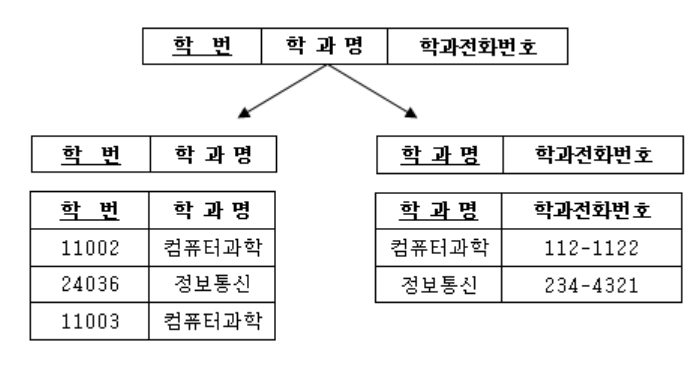 학 번 학 과 명 학과전화번호
학 번 학 과 명
학 과 명 학과전화번호
학 번 학 과 명
11002 컴퓨터과학
24036 정보통신
11003 컴퓨터과학
학 과 명 학과전화번호
컴퓨터과학 112-1122
정보통신 234-4321